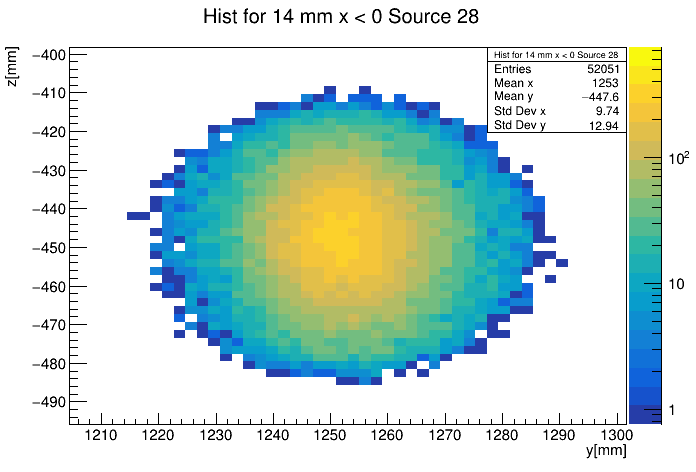 Hist for 14 mm x < 0 Source 28
z[mm]
Hist for 14 mm x < 0 Source 28
Entries 52051
Mean x 1253
Mean y −447.6
Std Dev x 9.74
Std Dev y 12.94
−400
−410
−420
−430
−440
−450
−460
−470
−480
−490
10²
10
1
1210 1220 1230 1240 1250 1260 1270 1280 1290 1300
y[mm]